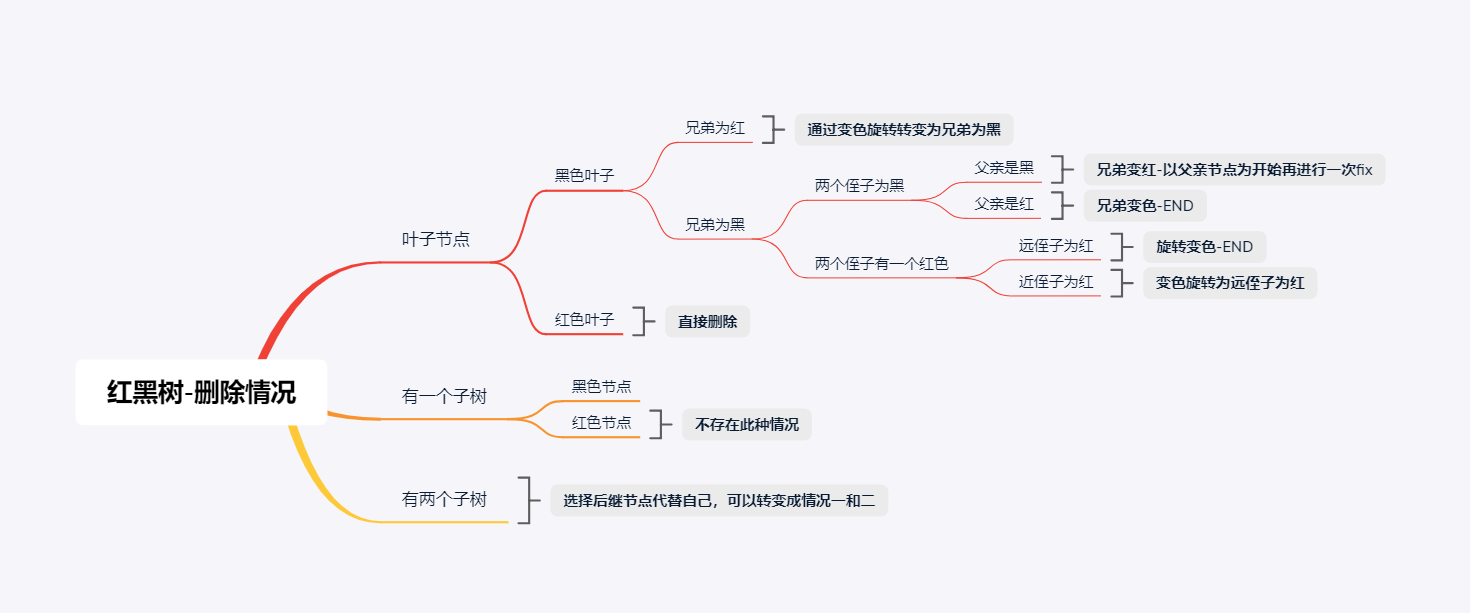 红黑树-删除情况
叶子节点
黑色叶子
兄弟为红
通过变色旋转转变为兄弟为黑
兄弟为黑
两个侄子为黑
父亲是黑
兄弟变红-以父亲节点为开始再进行一次fix
父亲是红
兄弟变色-END
两个侄子有一个红色
远侄子为红
旋转变色-END
近侄子为红
变色旋转为远侄子为红
红色叶子
直接删除
有一个子树
黑色节点
红色节点
不存在此种情况
有两个子树
选择后继节点代替自己，可以转变成情况一和二